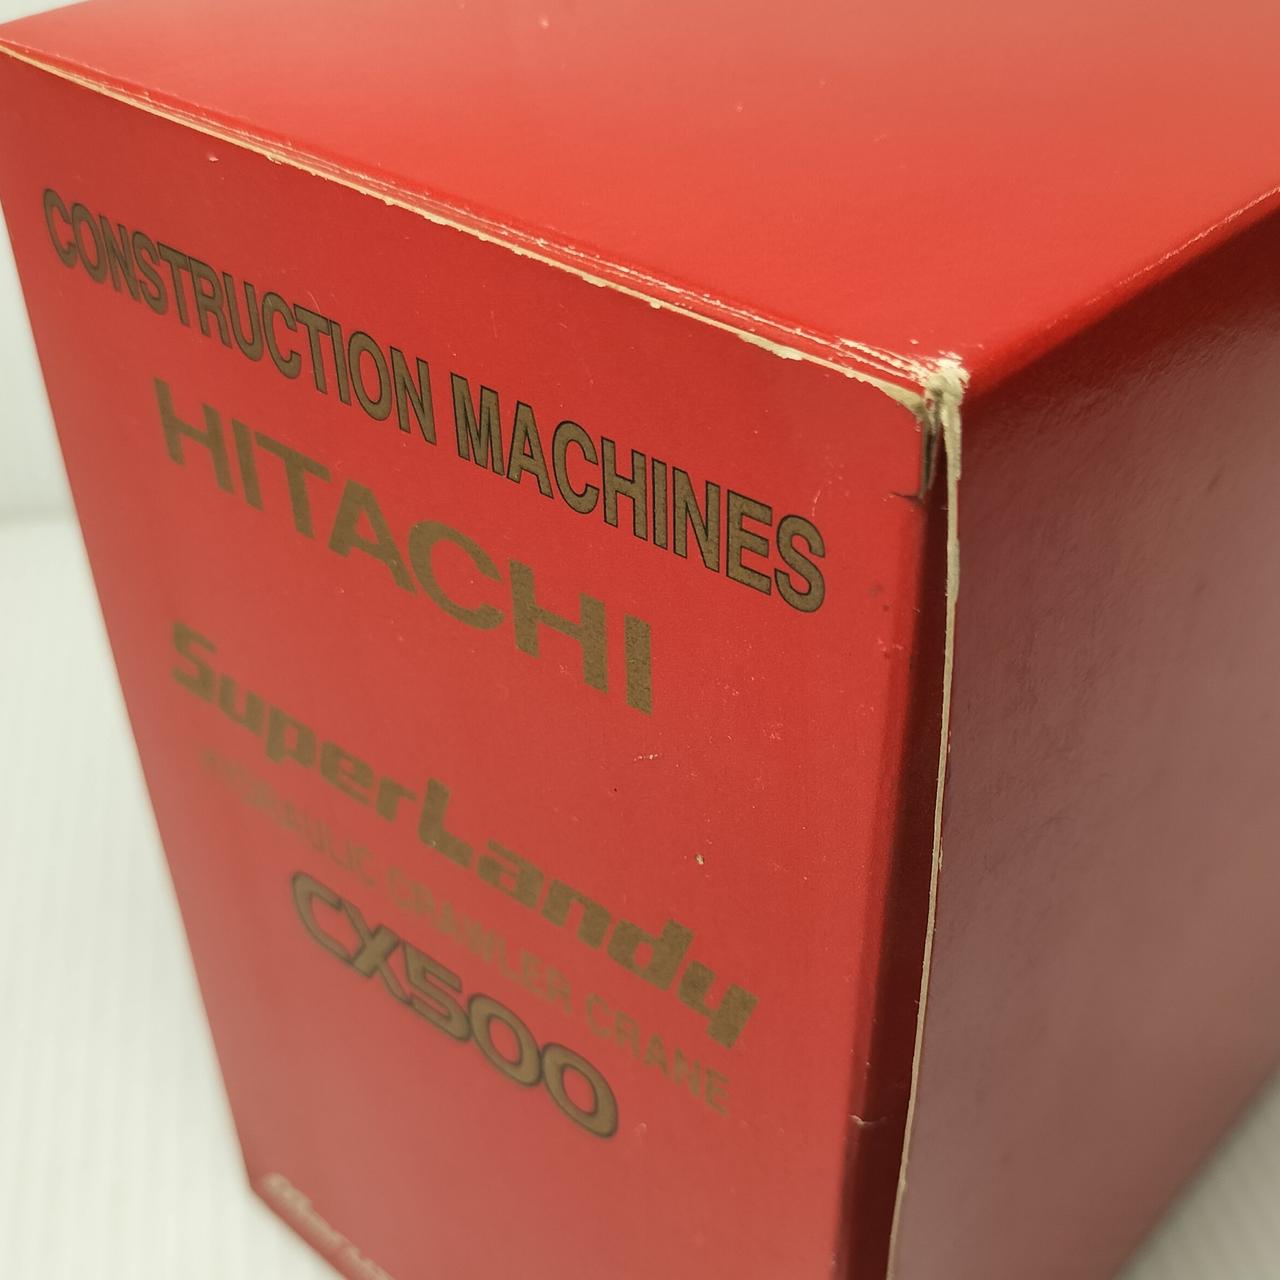 CONSTRUCTION MACHINES
HITACHI
SuperLandy
HYDRAULIC CRAWLER CRANE
CX500